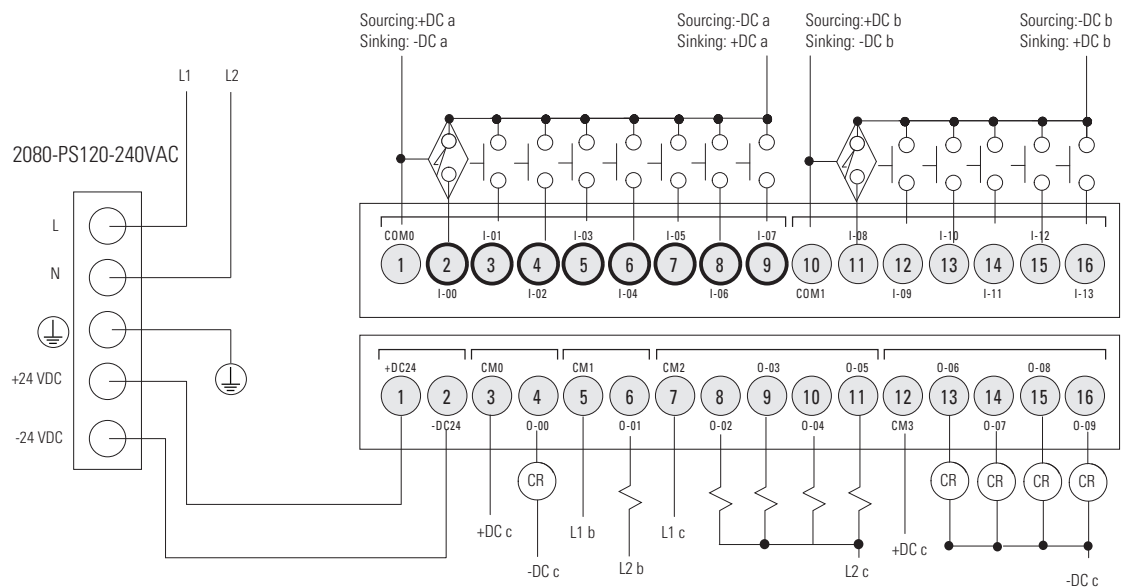 Sourcing:+DC a
Sinking: -DC a
Sourcing:-DC a
Sinking: +DC a
Sourcing:+DC b
Sinking: -DC b
Sourcing:-DC b
Sinking: +DC b
L1 L2
2080-PS120-240VAC
L
N
+24 VDC
-24 VDC
COM0 I-01 I-03 I-05 I-07 I-08 I-10 I-12
1 2 3 4 5 6 7 8 9 10 11 12 13 14 15 16
I-00 I-02 I-04 I-06 COM1 I-09 I-11 I-13
+DC24 CM0 CM1 CM2 O-03 O-05 O-06 O-08
1 2 3 4 5 6 7 8 9 10 11 12 13 14 15 16
-DC24 O-00 O-01 O-02 O-04 CM3 O-07 O-09
CR CR CR CR CR
+DC c L1 b L1 c +DC c
-DC c L2 b L2 c -DC c